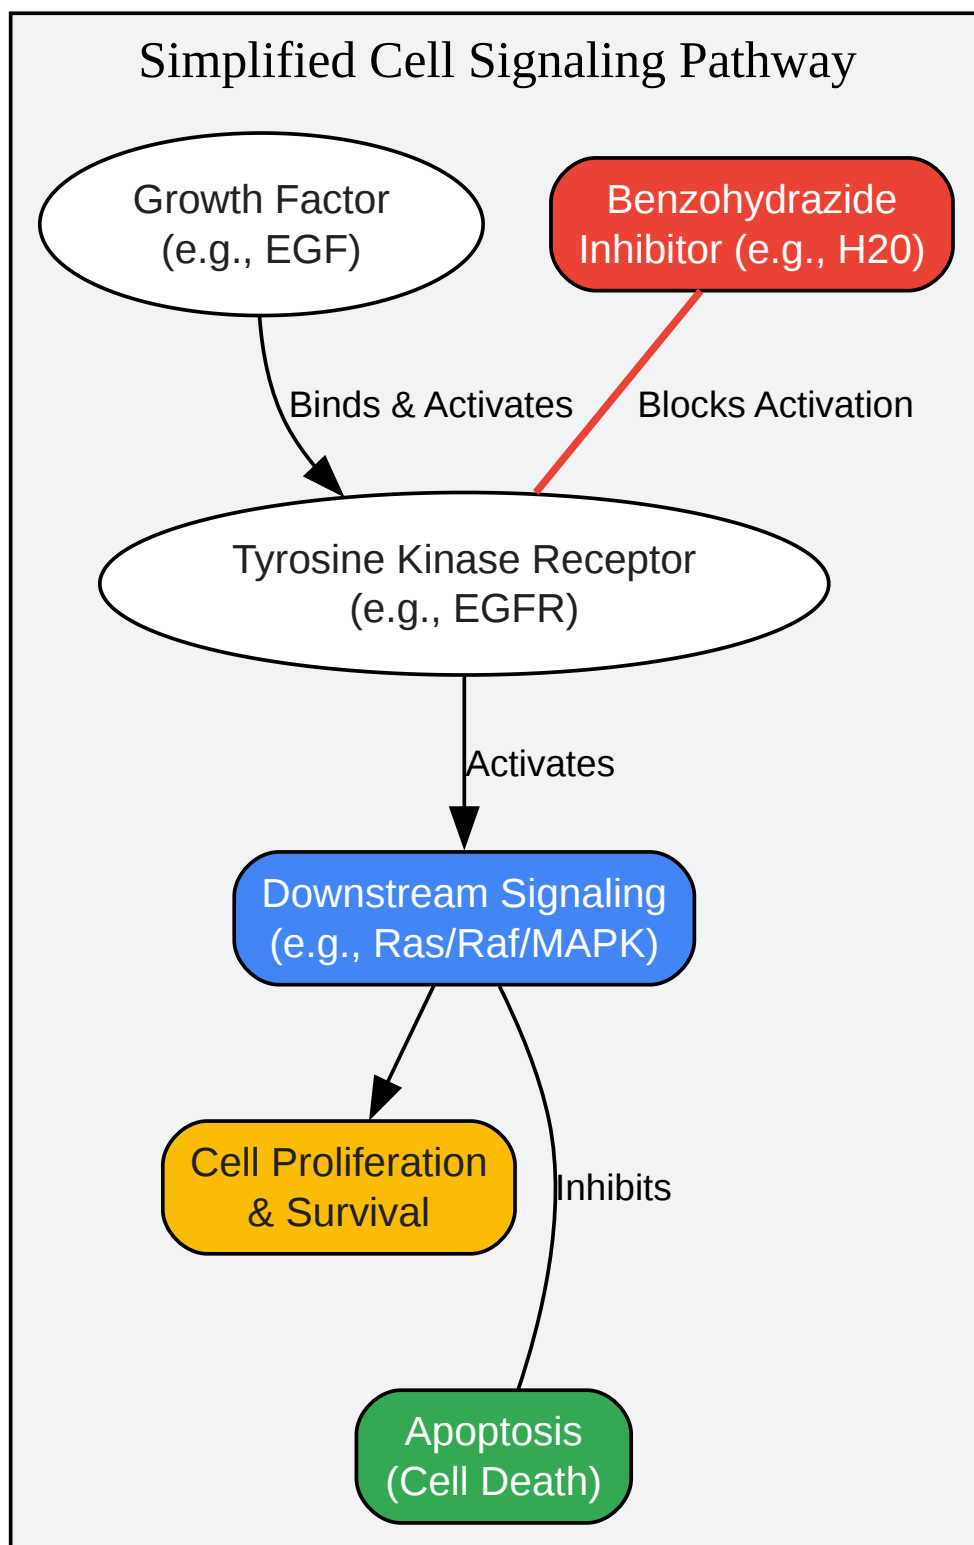 Simplified Cell Signaling Pathway
Growth Factor
(e.g., EGF)
Benzohydrazide
Inhibitor (e.g., H20)
Binds & Activates
Blocks Activation
Tyrosine Kinase Receptor
(e.g., EGFR)
Activates
Downstream Signaling
(e.g., Ras/Raf/MAPK)
Cell Proliferation
& Survival
Inhibits
Apoptosis
(Cell Death)